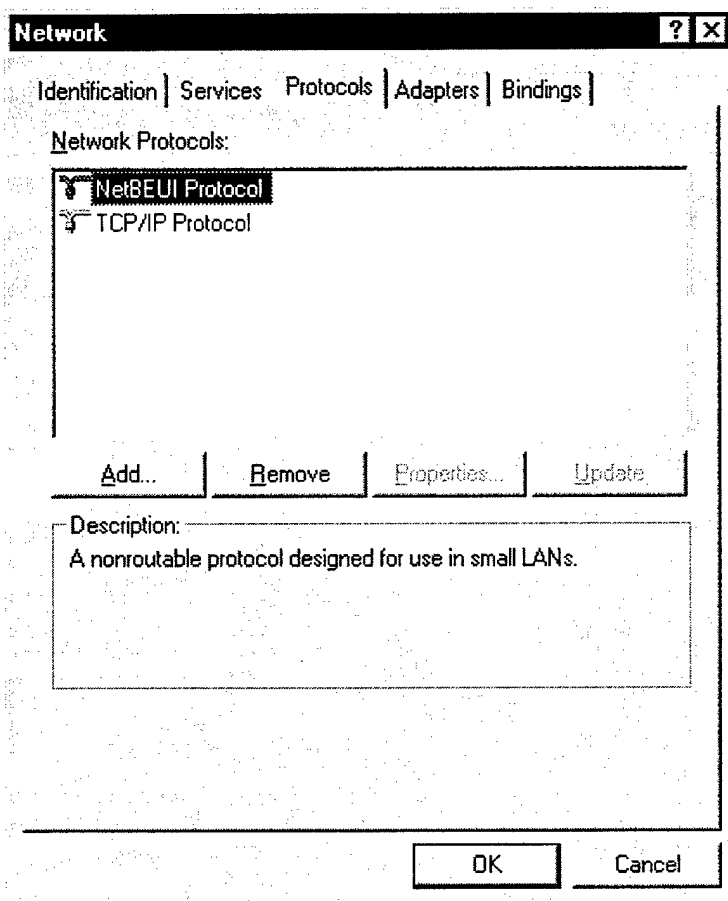 Network ? X
Identification Services Protocols Adapters Bindings
Network Protocols:
NetBEUI Protocol
TCP/IP Protocol
Add... Remove Properties... Update
Description:
A nonroutable protocol designed for use in small LANs.
OK Cancel